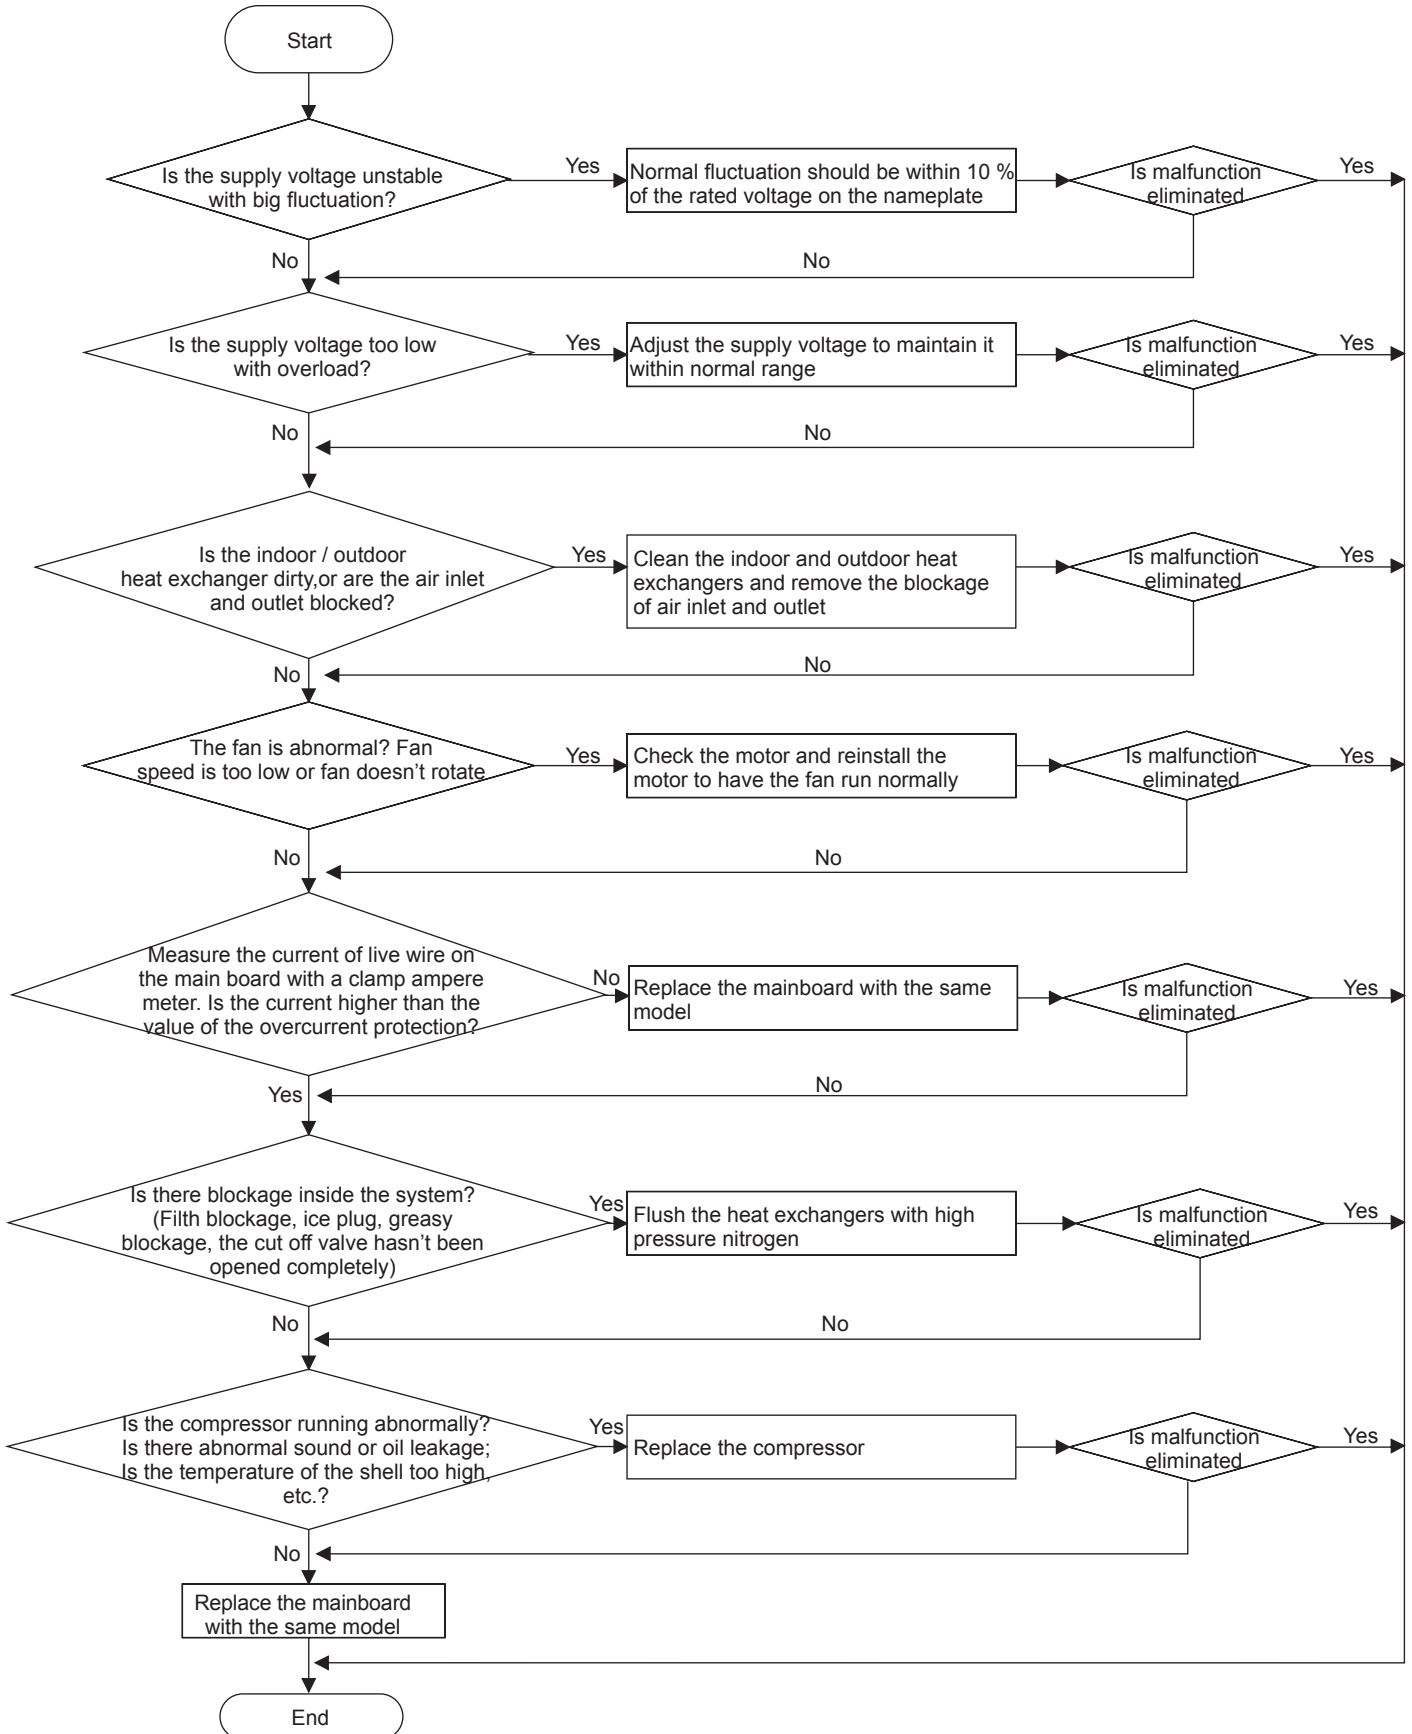 Start
Is the supply voltage unstable
with big fluctuation?
Yes
Normal fluctuation should be within 10 %
of the rated voltage on the nameplate
Is malfunction
eliminated
Yes
No
No
Is the supply voltage too low
with overload?
Yes
Adjust the supply voltage to maintain it
within normal range
Is malfunction
eliminated
Yes
No
No
Is the indoor / outdoor
heat exchanger dirty,or are the air inlet
and outlet blocked?
Yes
Clean the indoor and outdoor heat
exchangers and remove the blockage
of air inlet and outlet
Is malfunction
eliminated
Yes
No
No
The fan is abnormal? Fan
speed is too low or fan doesn’t rotate
Yes
Check the motor and reinstall the
motor to have the fan run normally
Is malfunction
eliminated
Yes
No
No
Measure the current of live wire on
the main board with a clamp ampere
meter. Is the current higher than the
value of the overcurrent protection?
No
Replace the mainboard with the same
model
Is malfunction
eliminated
Yes
Yes
No
Is there blockage inside the system?
(Filth blockage, ice plug, greasy
blockage, the cut off valve hasn’t been
opened completely)
Yes
Flush the heat exchangers with high
pressure nitrogen
Is malfunction
eliminated
Yes
No
No
Is the compressor running abnormally?
Is there abnormal sound or oil leakage;
Is the temperature of the shell too high,
etc.?
Yes
Replace the compressor
Is malfunction
eliminated
Yes
No
Replace the mainboard
with the same model
End